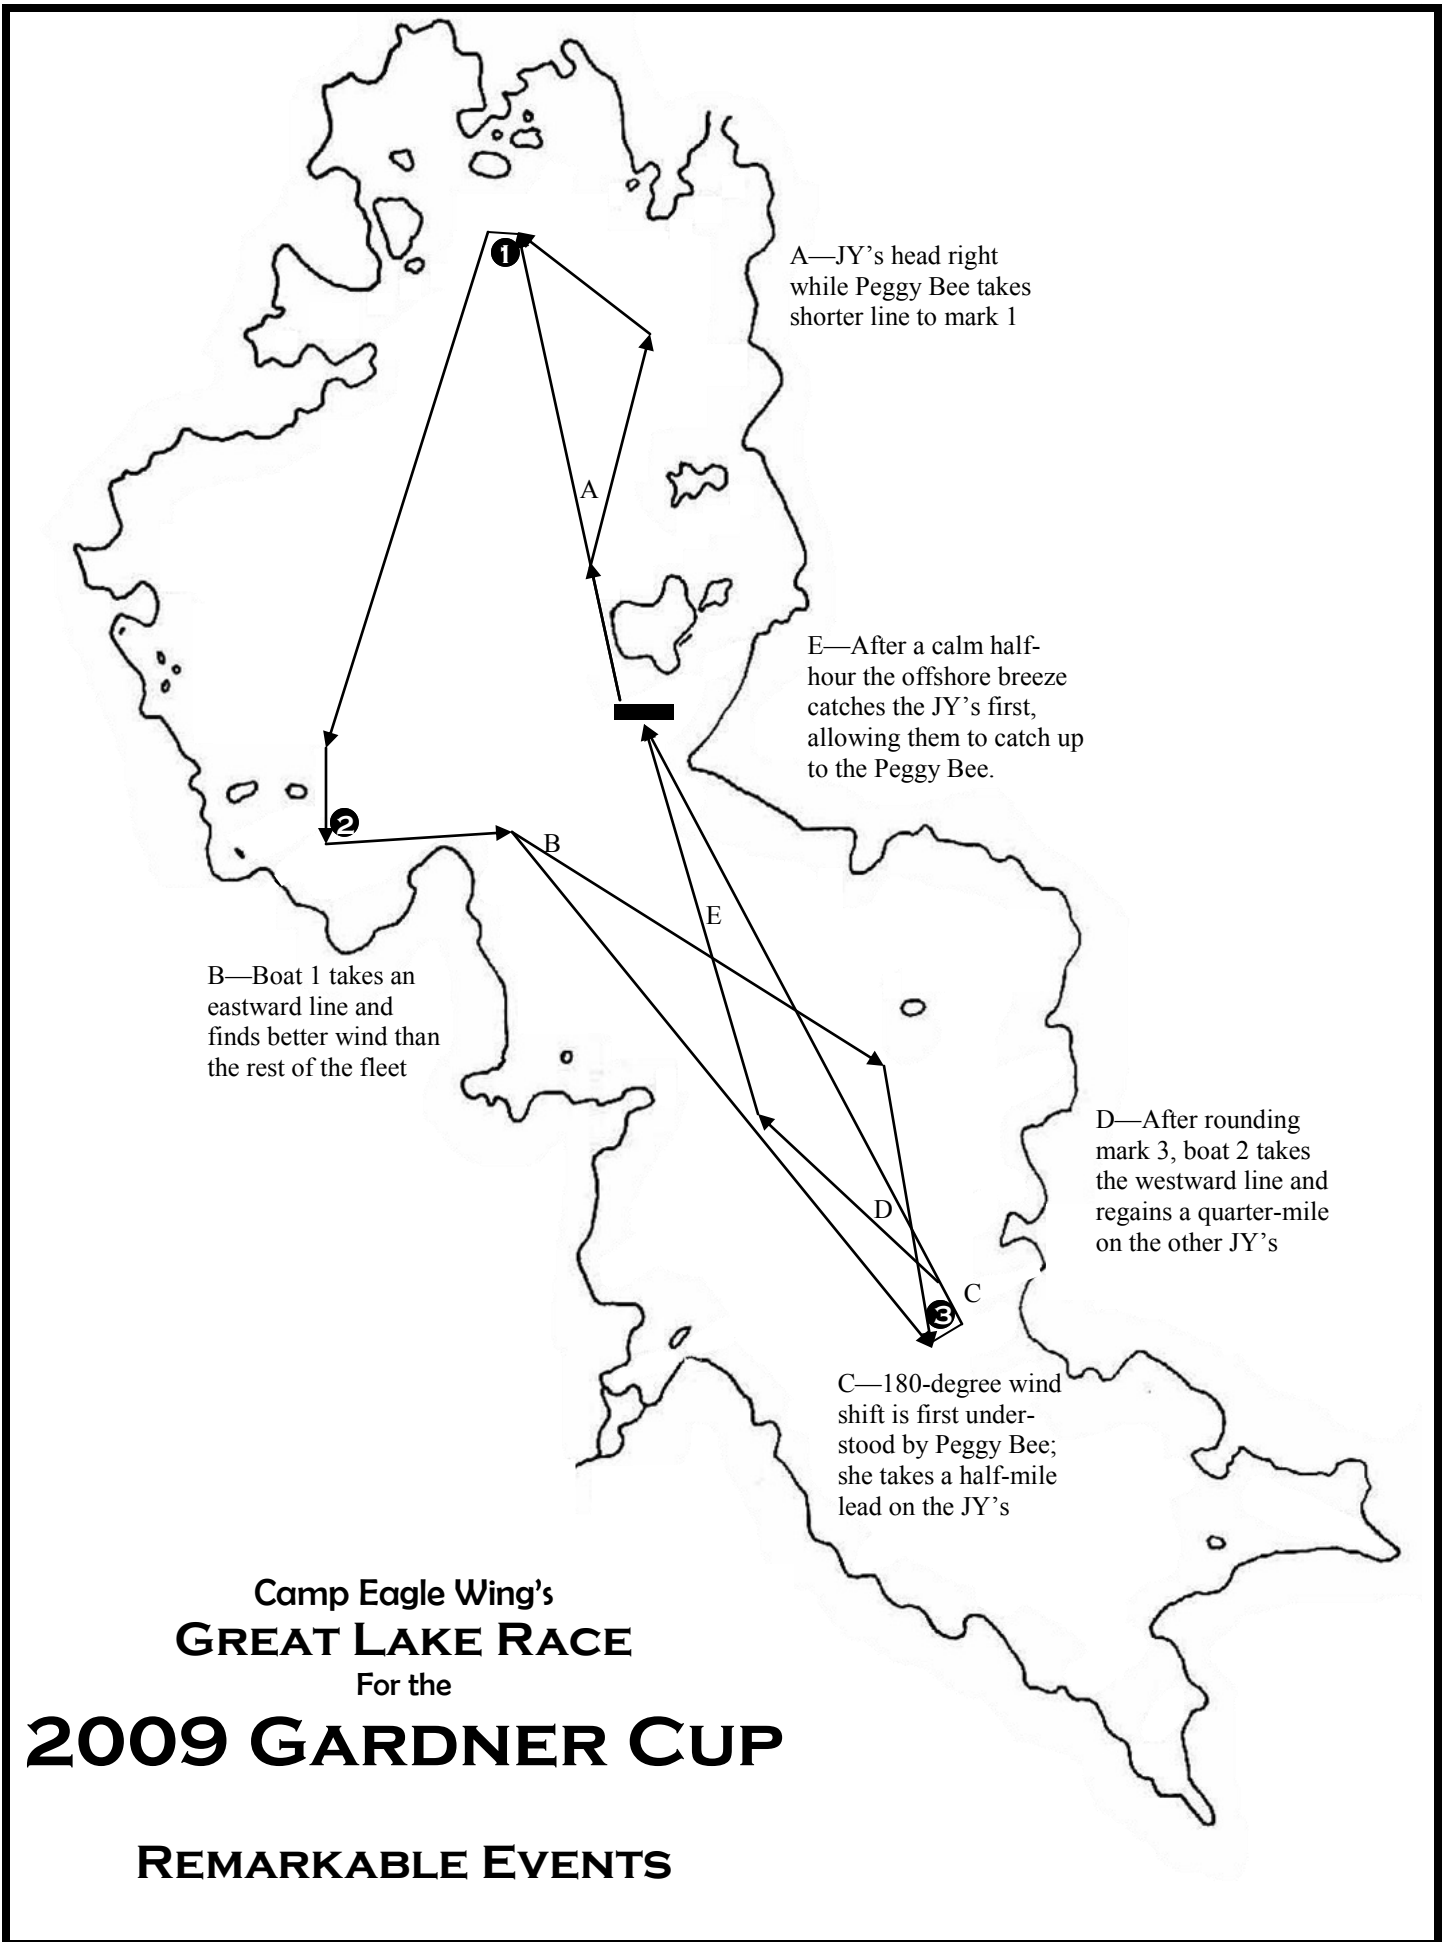 1
A—JY's head right
while Peggy Bee takes
shorter line to mark 1
A
E—After a calm half-
hour the offshore breeze
catches the JY's first,
allowing them to catch up
to the Peggy Bee.
2
B
E
B—Boat 1 takes an
eastward line and
finds better wind than
the rest of the fleet
D—After rounding
mark 3, boat 2 takes
the westward line and
regains a quarter-mile
on the other JY's
D
C
3
C—180-degree wind
shift is first under-
stood by Peggy Bee;
she takes a half-mile
lead on the JY's
Camp Eagle Wing's
GREAT LAKE RACE
For the
2009 GARDNER CUP
REMARKABLE EVENTS